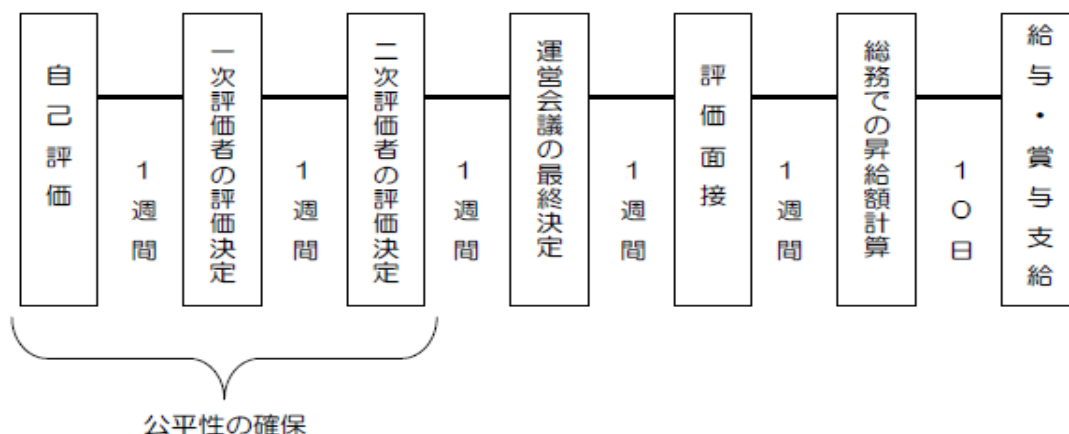 自己評価
1週間
一次評価者の評価決定
1週間
二次評価者の評価決定
1週間
運営会議の最終決定
1週間
評価面接
1週間
総務での昇給額計算
10日
給与・賞与支給
公平性の確保